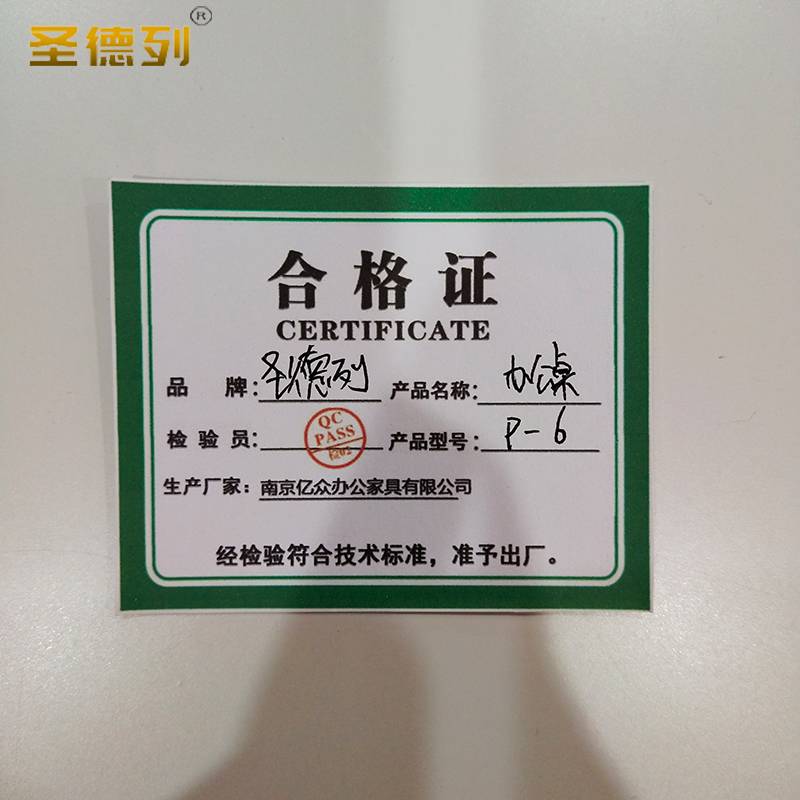 圣德列®
合格证
CERTIFICATE
品 牌：圣德列 产品名称：办公桌
检验员： QC PASS 检02 产品型号：P-6
生产厂家：南京亿众办公家具有限公司
经检验符合技术标准，准予出厂。